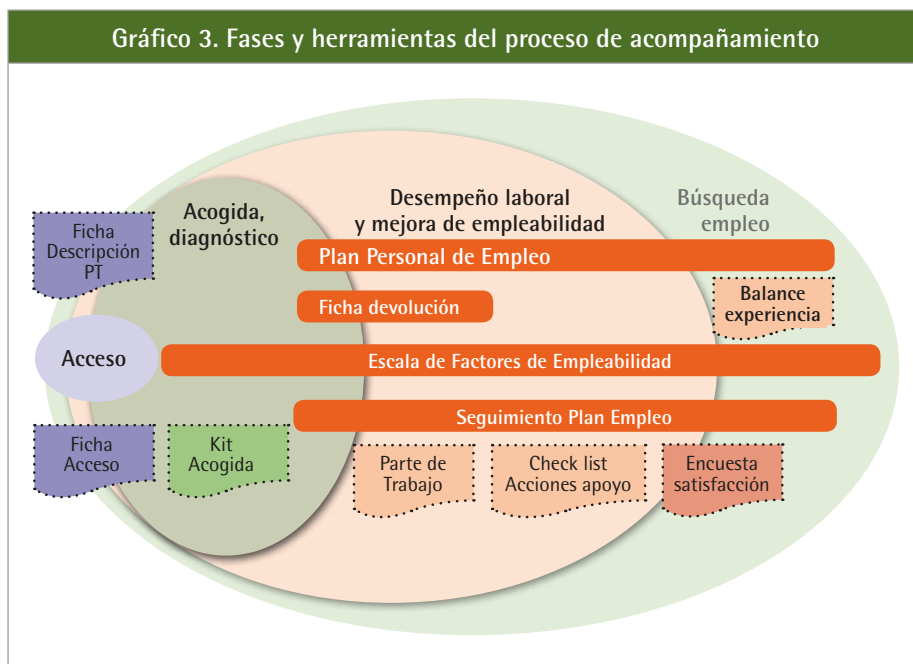 Gráfico 3. Fases y herramientas del proceso de acompañamiento
Ficha
Descripción
PT
Acogida,
diagnóstico
Desempeño laboral
y mejora de empleabilidad
Búsqueda
empleo
Plan Personal de Empleo
Ficha devolución
Balance
experiencia
Acceso
Escala de Factores de Empleabilidad
Seguimiento Plan Empleo
Ficha
Acceso
Kit
Acogida
Parte de
Trabajo
Check list
Acciones apoyo
Encuesta
satisfacción